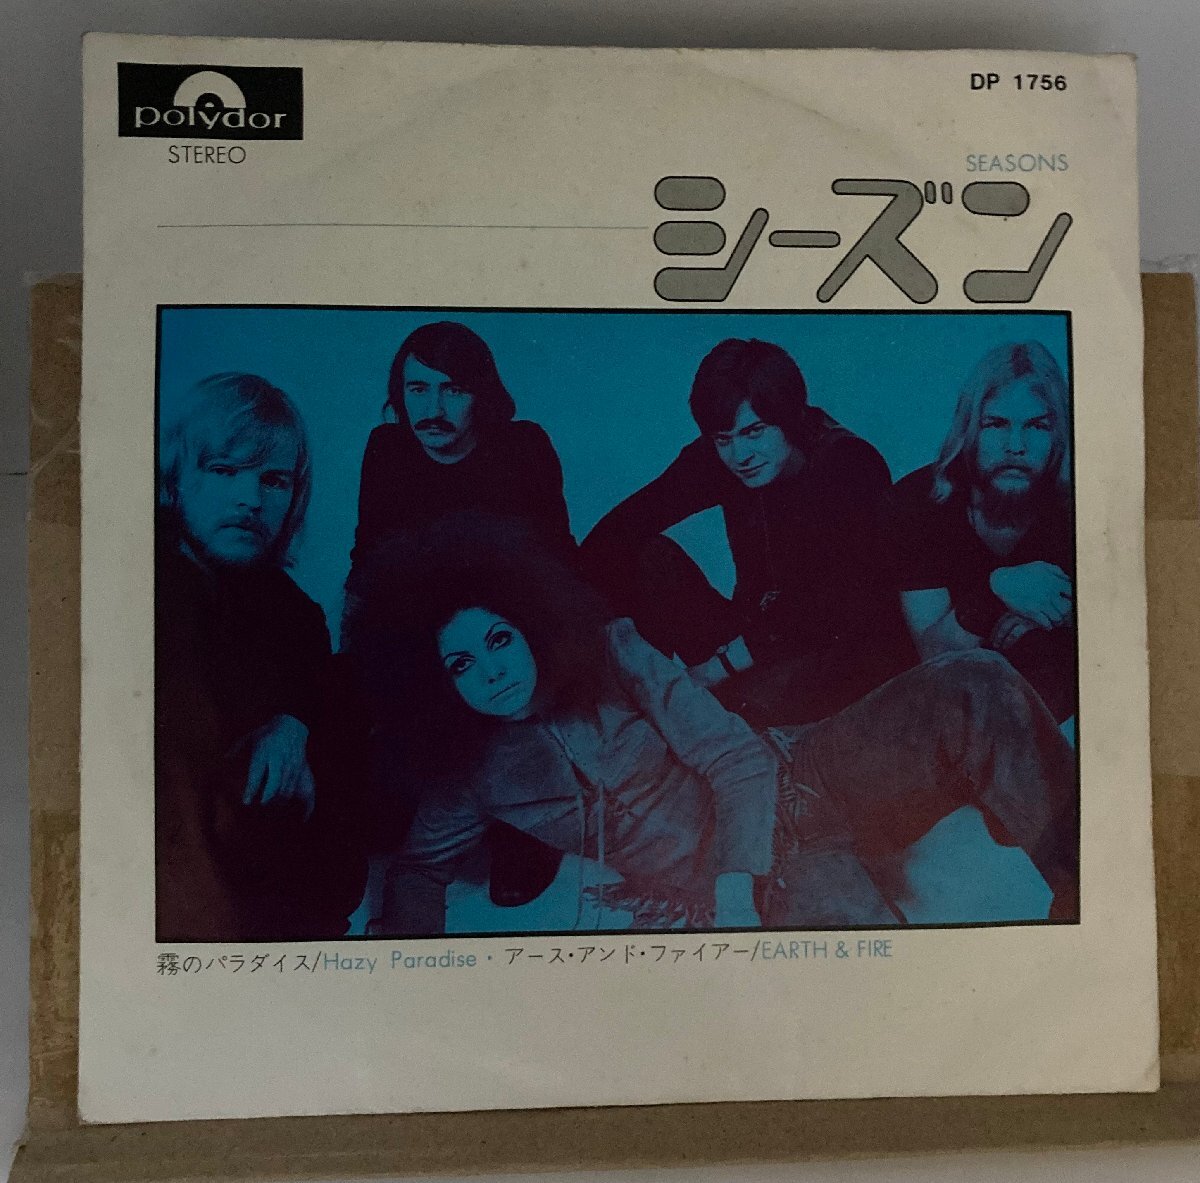 polydor
STEREO
DP 1756
SEASONS
シーズン
霧のパラダイス/Hazy Paradise・アース・アンド・ファイアー/EARTH & FIRE